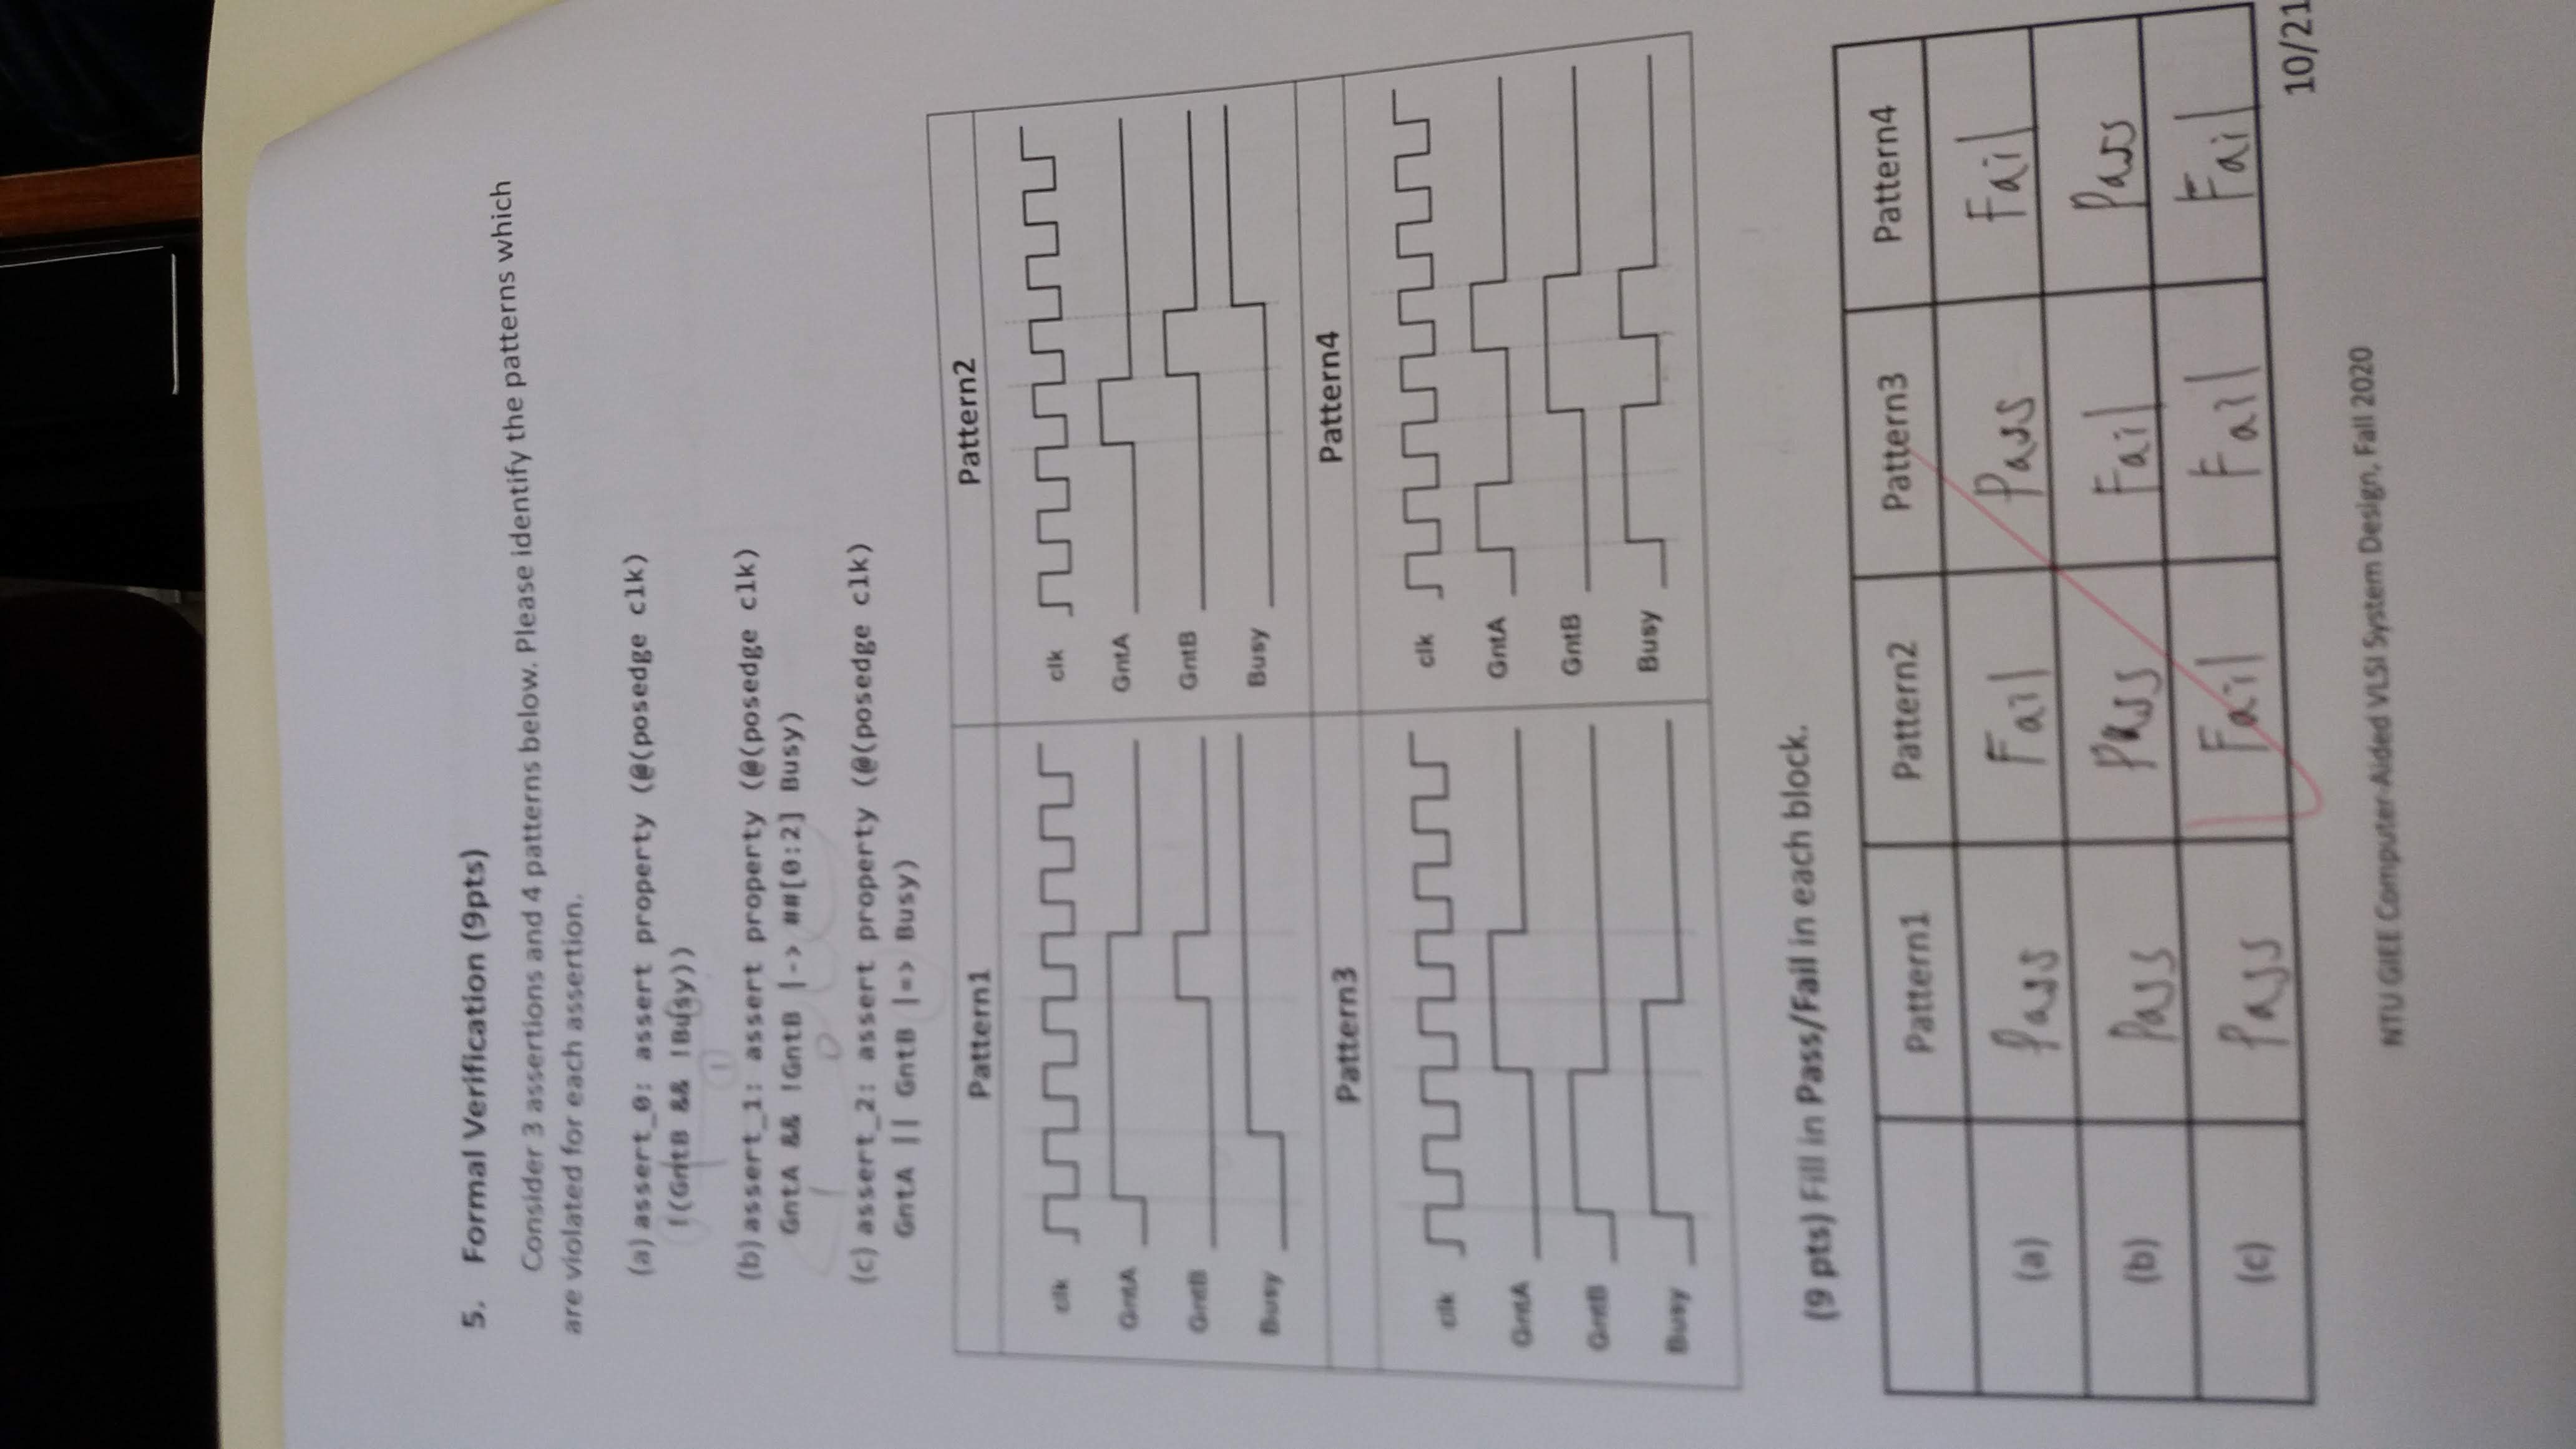 5. Formal Verification (9pts)
Consider 3 assertions and 4 patterns below. Please identify the patterns which
are violated for each assertion.
(a) assert_0: assert property (@(posedge clk)
!(GntB && !Busy))
1
1
(b) assert_1: assert property (@(posedge clk)
GntA && !GntB |-> ##[0:2] Busy)
1 0
(c) assert_2: assert property (@(posedge clk)
GntA || GntB |=> Busy)
Pattern1 Pattern2
clk clk
GntA GntA
GntB GntB
Busy Busy
Pattern3 Pattern4
clk clk
GntA GntA
GntB GntB
Busy Busy
(9 pts) Fill in Pass/Fail in each block.
Pattern1 Pattern2 Pattern3 Pattern4
(a) Pass Fail Pass Fail
(b) Pass Pass Fail Pass
(c) Pass Fail Fail Fail
10/21
NTU GIEE Computer-Aided VLSI System Design, Fall 2020